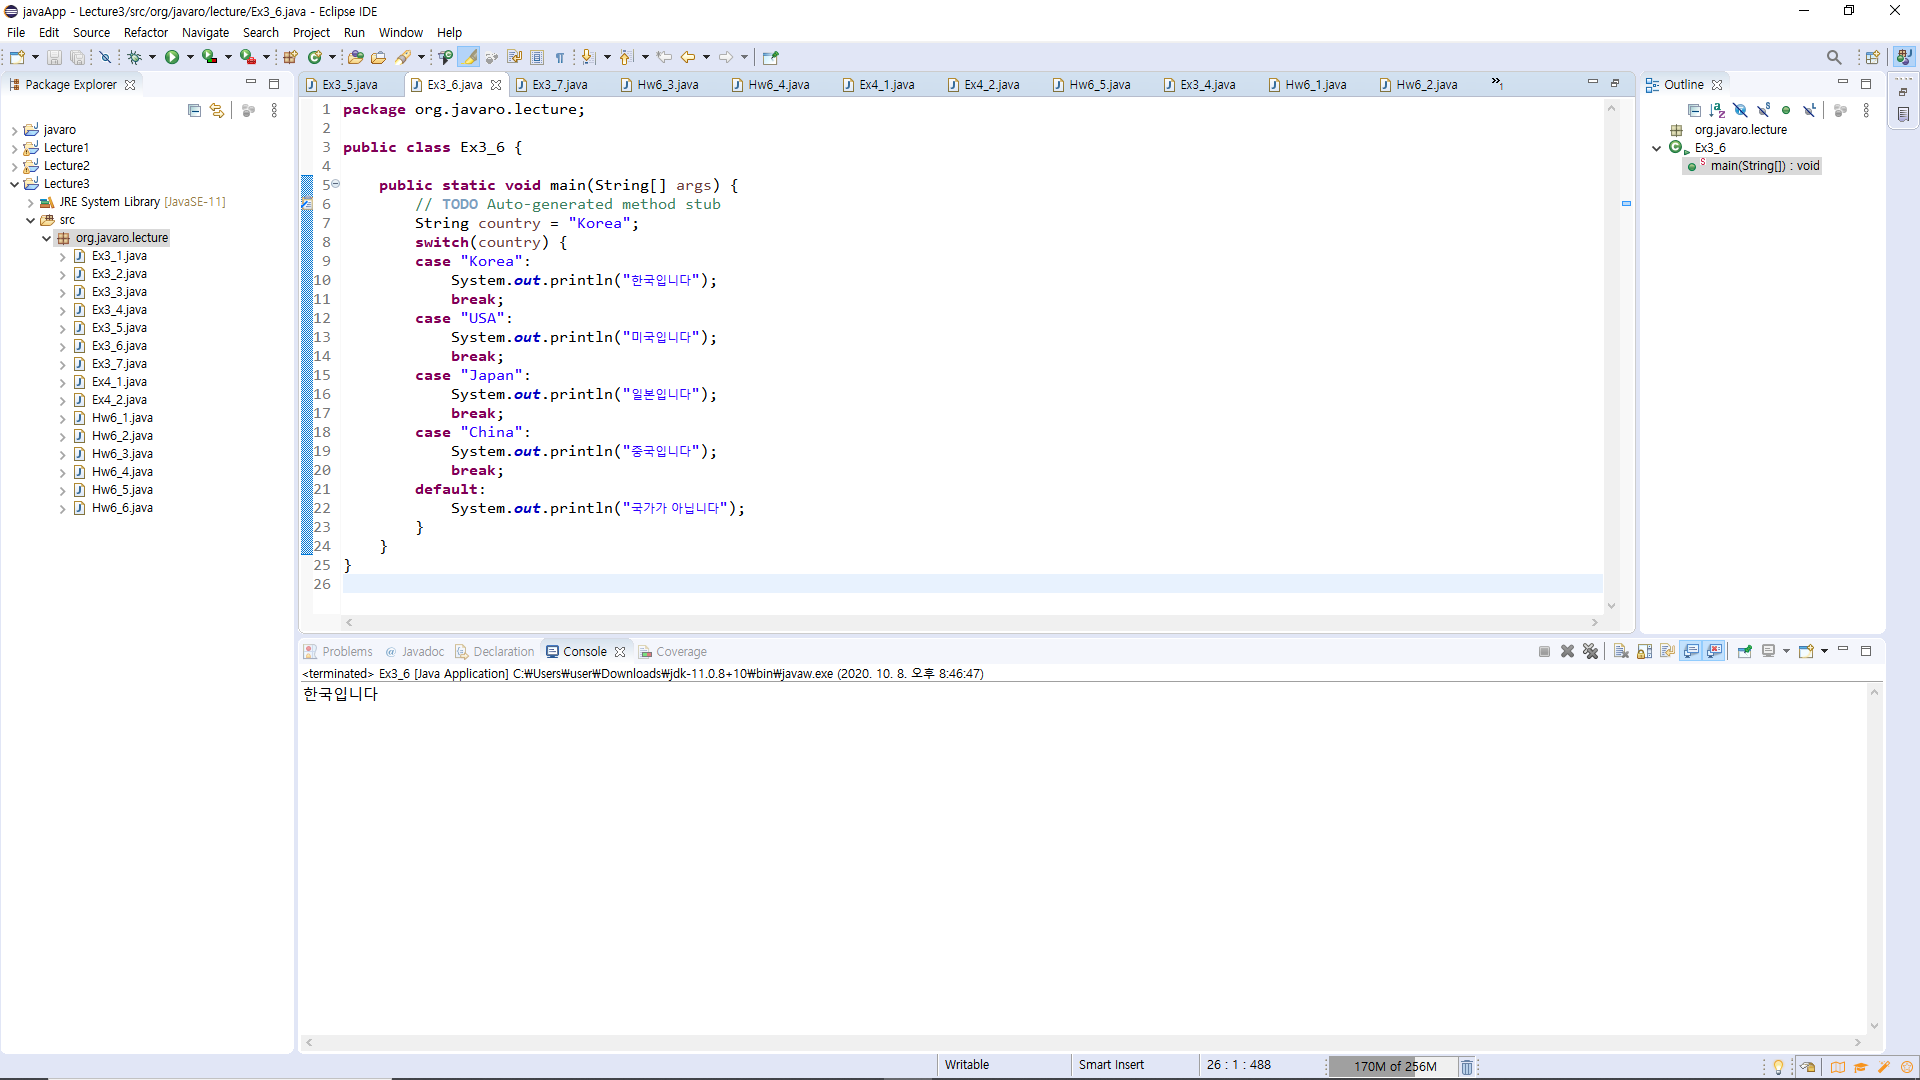 javaApp - Lecture3/src/org/javaro/lecture/Ex3_6.java - Eclipse IDE
File Edit Source Refactor Navigate Search Project Run Window Help
Package Explorer
javaro
Lecture1
Lecture2
Lecture3
JRE System Library [JavaSE-11]
src
org.javaro.lecture
Ex3_1.java
Ex3_2.java
Ex3_3.java
Ex3_4.java
Ex3_5.java
Ex3_6.java
Ex3_7.java
Ex4_1.java
Ex4_2.java
Hw6_1.java
Hw6_2.java
Hw6_3.java
Hw6_4.java
Hw6_5.java
Hw6_6.java
Ex3_5.java Ex3_6.java Ex3_7.java Hw6_3.java Hw6_4.java Ex4_1.java Ex4_2.java Hw6_5.java Ex3_4.java Hw6_1.java Hw6_2.java »1
1 package org.javaro.lecture;
2
3 public class Ex3_6 {
4
5 public static void main(String[] args) {
6 // TODO Auto-generated method stub
7 String country = "Korea";
8 switch(country) {
9 case "Korea":
10 System.out.println("한국입니다");
11 break;
12 case "USA":
13 System.out.println("미국입니다");
14 break;
15 case "Japan":
16 System.out.println("일본입니다");
17 break;
18 case "China":
19 System.out.println("중국입니다");
20 break;
21 default:
22 System.out.println("국가가 아닙니다");
23 }
24 }
25 }
26
Outline
org.javaro.lecture
Ex3_6
main(String[]) : void
Problems @ Javadoc Declaration Console Coverage
<terminated> Ex3_6 [Java Application] C:₩Users₩user₩Downloads₩jdk-11.0.8+10₩bin₩javaw.exe (2020. 10. 8. 오후 8:46:47)
한국입니다
Writable Smart Insert 26 : 1 : 488 170M of 256M